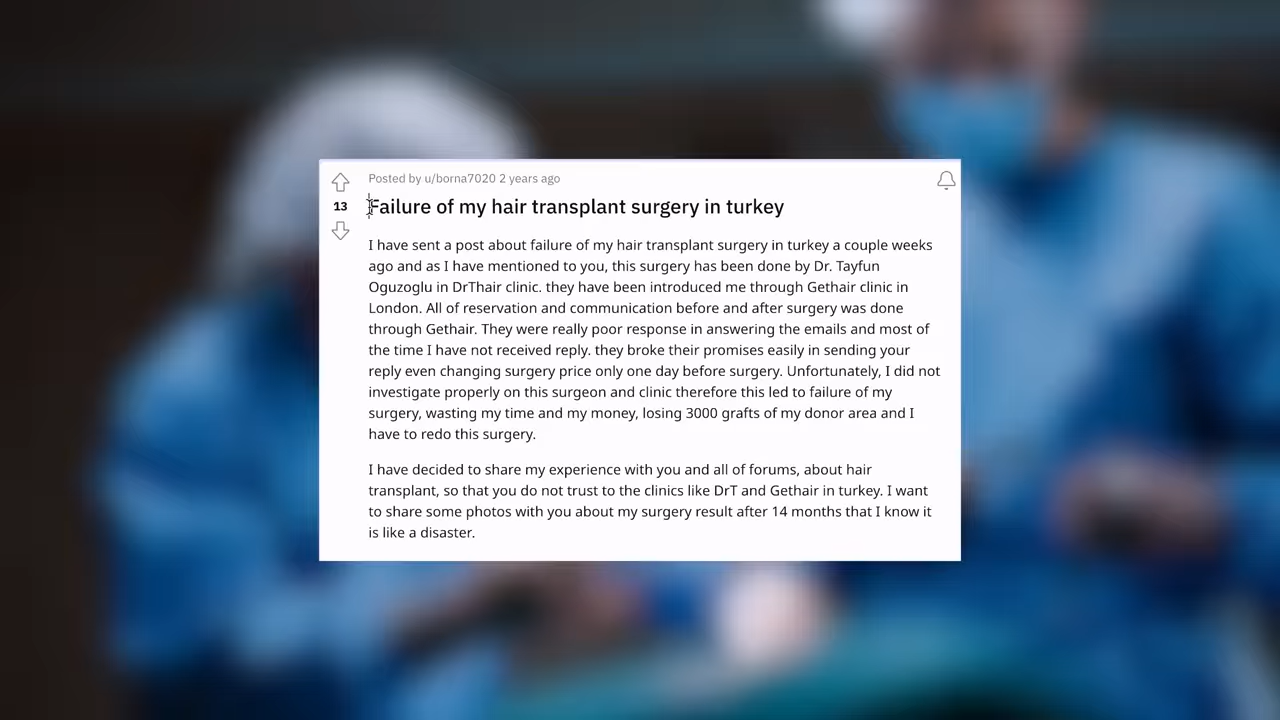 Posted by u/borna7020 2 years ago
13
Failure of my hair transplant surgery in turkey
I have sent a post about failure of my hair transplant surgery in turkey a couple weeks
ago and as I have mentioned to you, this surgery has been done by Dr. Tayfun
Oguzoglu in DrThair clinic. they have been introduced me through Gethair clinic in
London. All of reservation and communication before and after surgery was done
through Gethair. They were really poor response in answering the emails and most of
the time I have not received reply. they broke their promises easily in sending your
reply even changing surgery price only one day before surgery. Unfortunately, I did not
investigate properly on this surgeon and clinic therefore this led to failure of my
surgery, wasting my time and my money, losing 3000 grafts of my donor area and I
have to redo this surgery.
I have decided to share my experience with you and all of forums, about hair
transplant, so that you do not trust to the clinics like DrT and Gethair in turkey. I want
to share some photos with you about my surgery result after 14 months that I know it
is like a disaster.